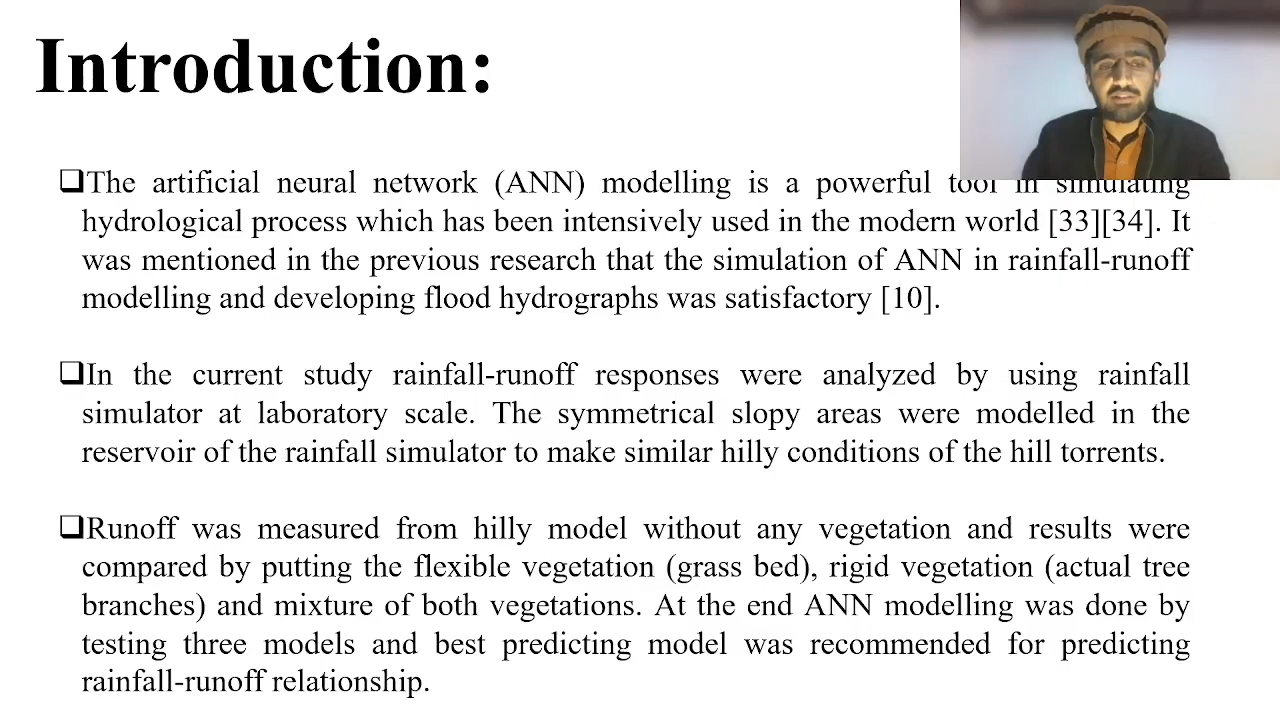 Introduction:
❑The artificial neural network (ANN) modelling is a powerful tool in simulating
hydrological process which has been intensively used in the modern world [33][34]. It
was mentioned in the previous research that the simulation of ANN in rainfall-runoff
modelling and developing flood hydrographs was satisfactory [10].
❑In the current study rainfall-runoff responses were analyzed by using rainfall
simulator at laboratory scale. The symmetrical slopy areas were modelled in the
reservoir of the rainfall simulator to make similar hilly conditions of the hill torrents.
❑Runoff was measured from hilly model without any vegetation and results were
compared by putting the flexible vegetation (grass bed), rigid vegetation (actual tree
branches) and mixture of both vegetations. At the end ANN modelling was done by
testing three models and best predicting model was recommended for predicting
rainfall-runoff relationship.